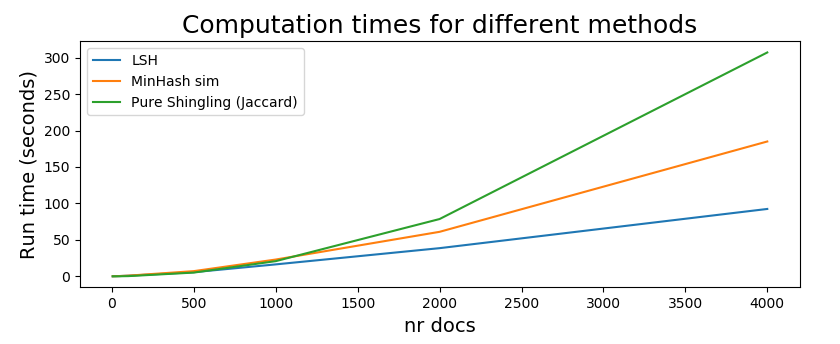 Computation times for different methods
LSH
MinHash sim
Pure Shingling (Jaccard)
Run time (seconds)
300
250
200
150
100
50
0
0 500 1000 1500 2000 2500 3000 3500 4000
nr docs